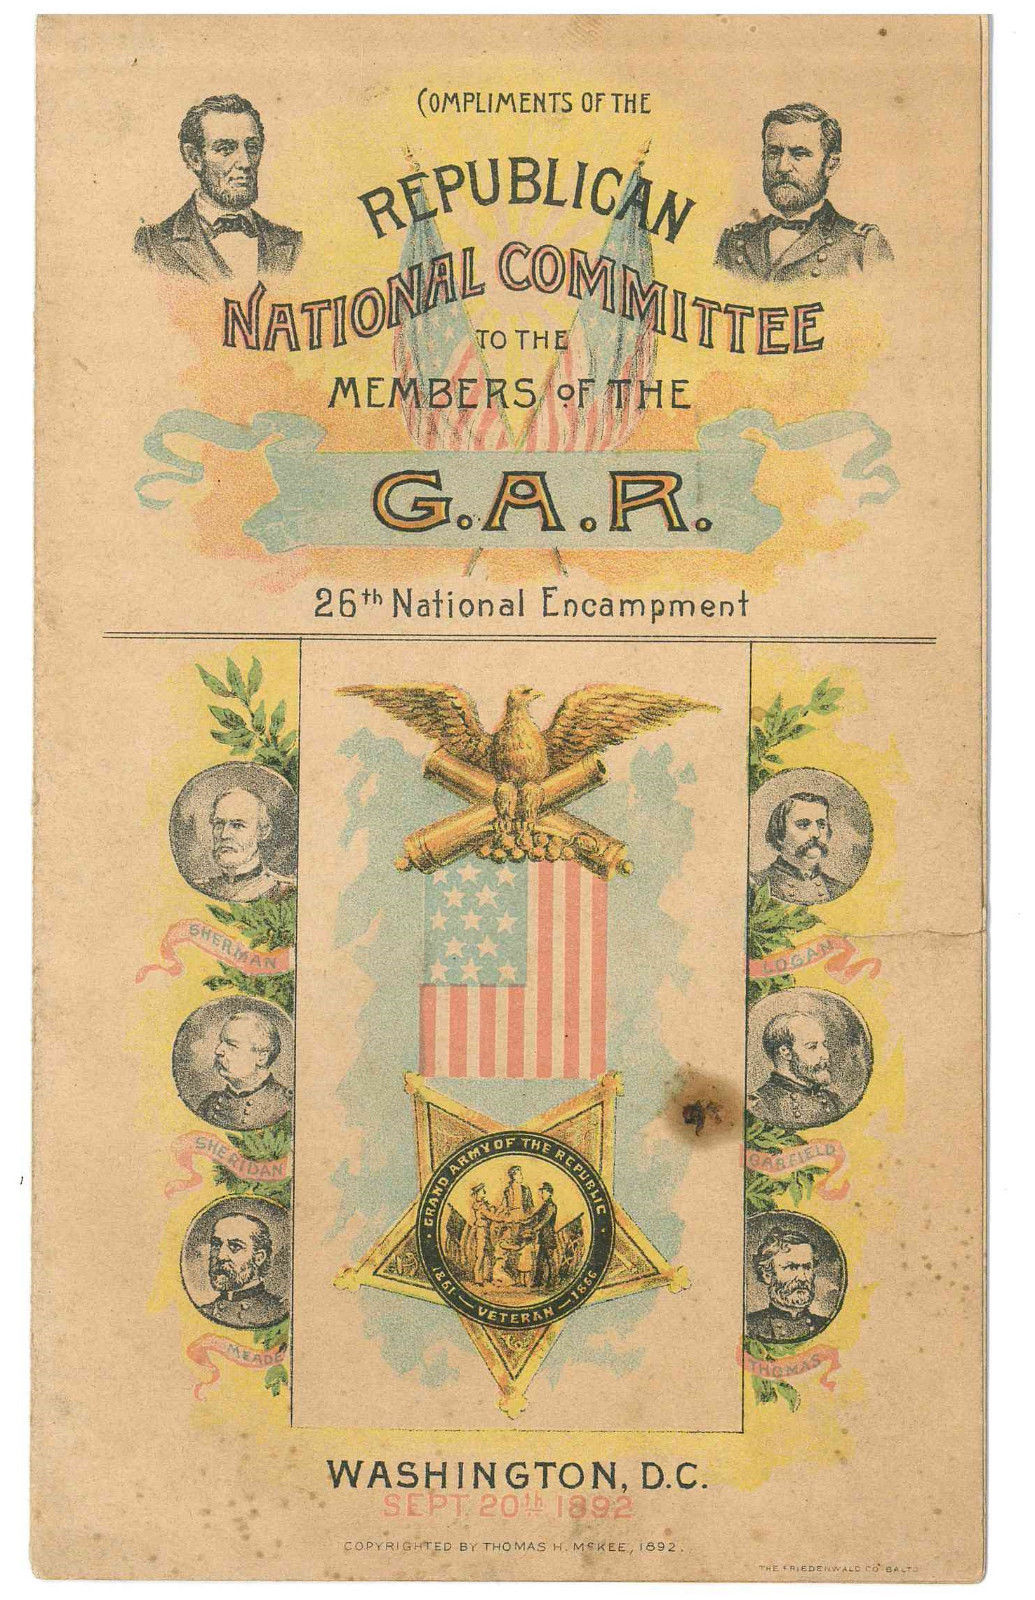 COMPLIMENTS OF THE
REPUBLICAN
NATIONAL COMMITTEE
TO THE
MEMBERS OF THE
G.A.R.
26th National Encampment
SHERMAN
LOGAN
SHERIDAN
GARFIELD
MEADE
THOMAS
GRAND ARMY OF THE REPUBLIC
1861 — VETERAN — 1866
WASHINGTON, D.C.
SEPT. 20th 1892
COPYRIGHTED BY THOMAS H. McKEE, 1892.
THE FRIEDENWALD CO BALTO